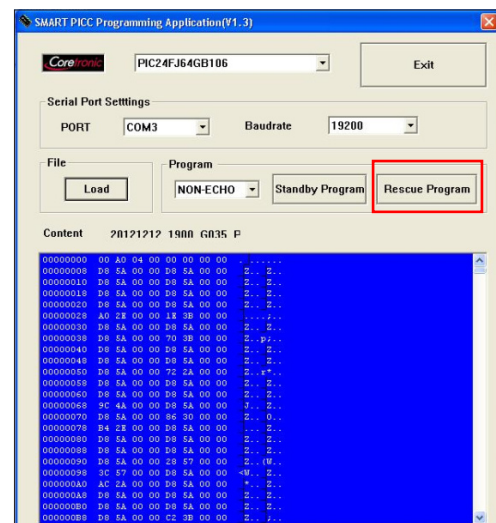 SMART PICC Programming Application(V1.3)
Coretronic PIC24FJ64GB106 Exit
Serial Port Setttings
PORT COM3 Baudrate 19200
File Program
Load NON-ECHO Standby Program Rescue Program
Content 20121212 1900 G035 P
00000000 00 A0 04 00 00 00 00 00 . ......
00000008 D8 5A 00 00 D8 5A 00 00 Z.. Z..
00000010 D8 5A 00 00 D8 5A 00 00 Z.. Z..
00000018 D8 5A 00 00 D8 5A 00 00 Z.. Z..
00000020 D8 5A 00 00 D8 5A 00 00 Z.. Z..
00000028 A0 2E 00 00 1E 3B 00 00 ....;..
00000030 D8 5A 00 00 D8 5A 00 00 Z.. Z..
00000038 D8 5A 00 00 70 3B 00 00 Z..p;..
00000040 D8 5A 00 00 D8 5A 00 00 Z.. Z..
00000048 D8 5A 00 00 D8 5A 00 00 Z.. Z..
00000050 D8 5A 00 00 72 2A 00 00 Z..r*..
00000058 D8 5A 00 00 D8 5A 00 00 Z.. Z..
00000060 D8 5A 00 00 D8 5A 00 00 Z.. Z..
00000068 9C 4A 00 00 D8 5A 00 00 J.. Z..
00000070 D8 5A 00 00 86 30 00 00 Z.. 0..
00000078 B4 2E 00 00 D8 5A 00 00 ... Z..
00000080 D8 5A 00 00 D8 5A 00 00 Z.. Z..
00000088 D8 5A 00 00 D8 5A 00 00 Z.. Z..
00000090 D8 5A 00 00 28 57 00 00 Z..(W..
00000098 3C 57 00 00 D8 5A 00 00 <W.. Z..
000000A0 AC 2A 00 00 D8 5A 00 00 *.. Z..
000000A8 D8 5A 00 00 D8 5A 00 00 Z.. Z..
000000B0 D8 5A 00 00 D8 5A 00 00 Z.. Z..
000000B8 D8 5A 00 00 C2 3B 00 00 Z.. ;..